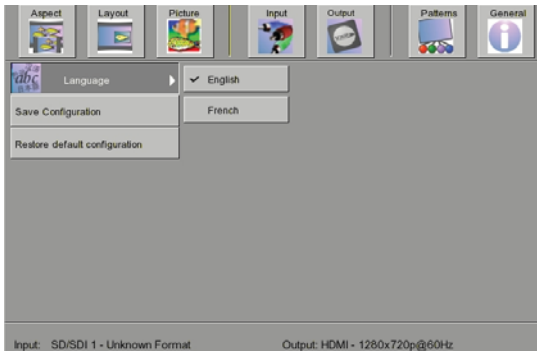 Aspect Layout Picture Input Output Patterns General
abc Language ✔ English
Save Configuration French
Restore default configuration
Input: SD/SDI 1 - Unknown Format Output: HDMI - 1280x720p@60Hz